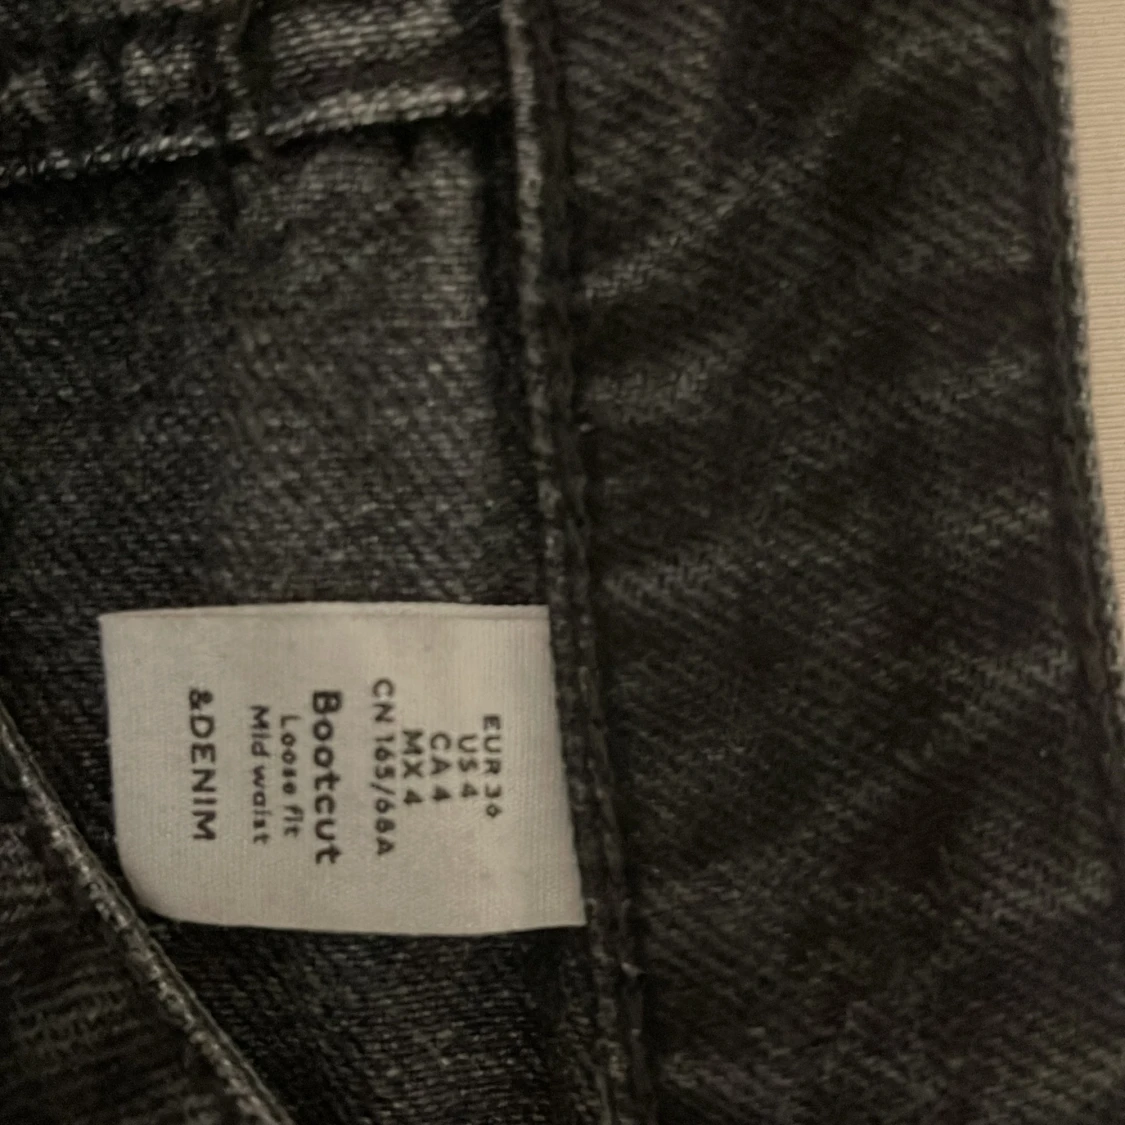 EUR 36
US 4
CA 4
MX 4
CN 165/68A
Bootcut
Loose fit
Mid waist
&DENIM